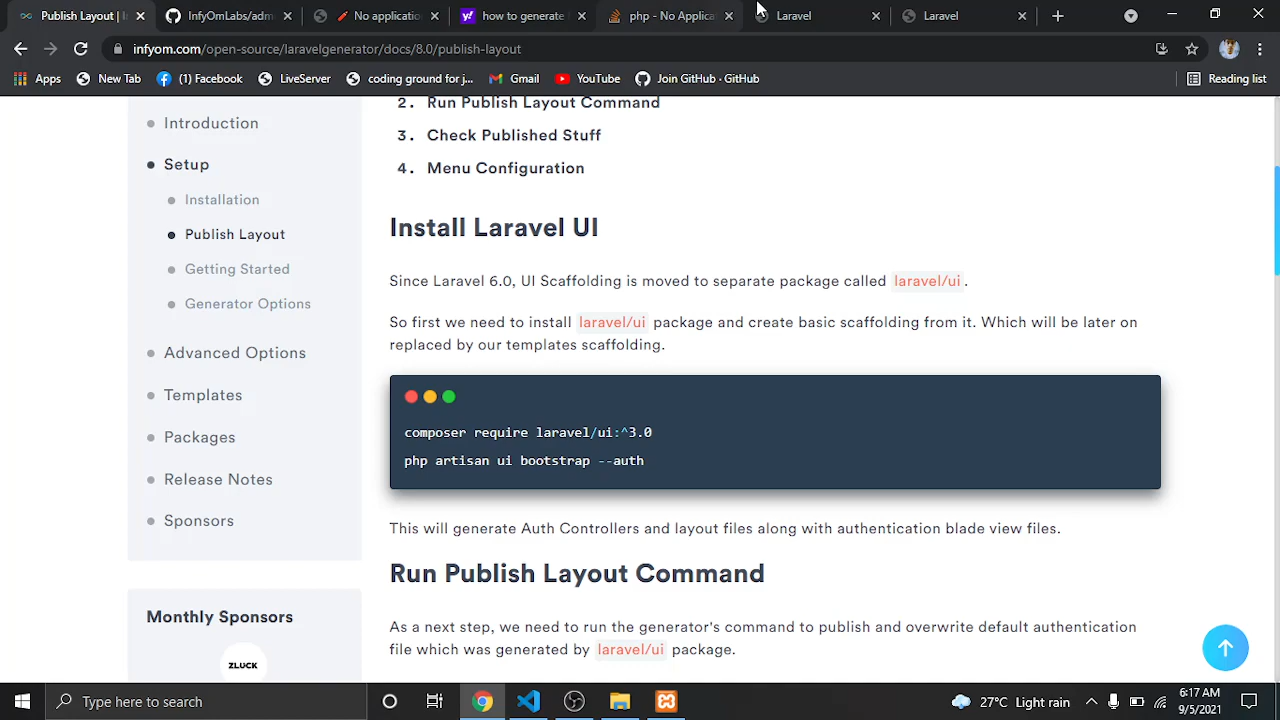 Publish Layout | In
InfyOmLabs/adm
No application
how to generate
php - No Applica
Laravel
Laravel
infyom.com/open-source/laravelgenerator/docs/8.0/publish-layout
Apps
New Tab
(1) Facebook
LiveServer
coding ground for j...
Gmail
YouTube
Join GitHub · GitHub
Reading list
Introduction
Setup
Installation
Publish Layout
Getting Started
Generator Options
Advanced Options
Templates
Packages
Release Notes
Sponsors
Monthly Sponsors
ZLUCK
2. Run Publish Layout Command
3. Check Published Stuff
4. Menu Configuration
Install Laravel UI
Since Laravel 6.0, UI Scaffolding is moved to separate package called laravel/ui.
So first we need to install laravel/ui package and create basic scaffolding from it. Which will be later on
replaced by our templates scaffolding.
composer require laravel/ui:^3.0
php artisan ui bootstrap --auth
This will generate Auth Controllers and layout files along with authentication blade view files.
Run Publish Layout Command
As a next step, we need to run the generator's command to publish and overwrite default authentication
file which was generated by laravel/ui package.
Type here to search
27°C Light rain
6:17 AM
9/5/2021